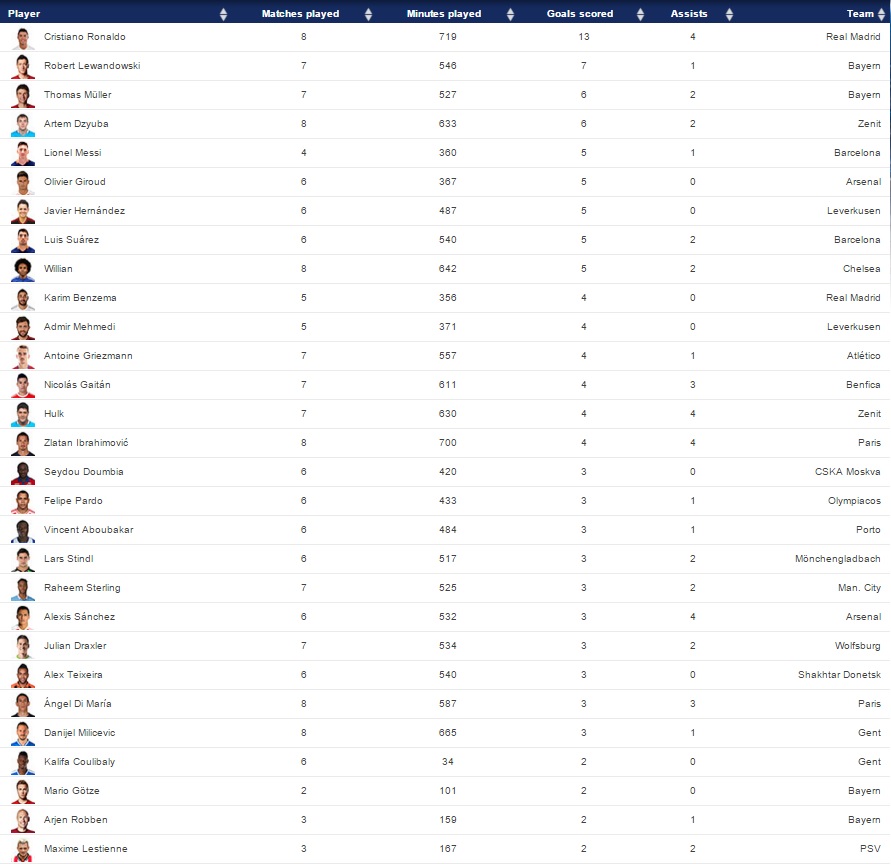 Player Matches played Minutes played Goals scored Assists Team
Cristiano Ronaldo 8 719 13 4 Real Madrid
Robert Lewandowski 7 546 7 1 Bayern
Thomas Müller 7 527 6 2 Bayern
Artem Dzyuba 8 633 6 2 Zenit
Lionel Messi 4 360 5 1 Barcelona
Olivier Giroud 6 367 5 0 Arsenal
Javier Hernández 6 487 5 0 Leverkusen
Luis Suárez 6 540 5 2 Barcelona
Willian 8 642 5 2 Chelsea
Karim Benzema 5 356 4 0 Real Madrid
Admir Mehmedi 5 371 4 0 Leverkusen
Antoine Griezmann 7 557 4 1 Atlético
Nicolás Gaitán 7 611 4 3 Benfica
Hulk 7 630 4 4 Zenit
Zlatan Ibrahimović 8 700 4 4 Paris
Seydou Doumbia 6 420 3 0 CSKA Moskva
Felipe Pardo 6 433 3 1 Olympiacos
Vincent Aboubakar 6 484 3 1 Porto
Lars Stindl 6 517 3 2 Mönchengladbach
Raheem Sterling 7 525 3 2 Man. City
Alexis Sánchez 6 532 3 4 Arsenal
Julian Draxler 7 534 3 2 Wolfsburg
Alex Teixeira 6 540 3 0 Shakhtar Donetsk
Ángel Di María 8 587 3 3 Paris
Danijel Milicevic 8 665 3 1 Gent
Kalifa Coulibaly 6 34 2 0 Gent
Mario Götze 2 101 2 0 Bayern
Arjen Robben 3 159 2 1 Bayern
Maxime Lestienne 3 167 2 2 PSV